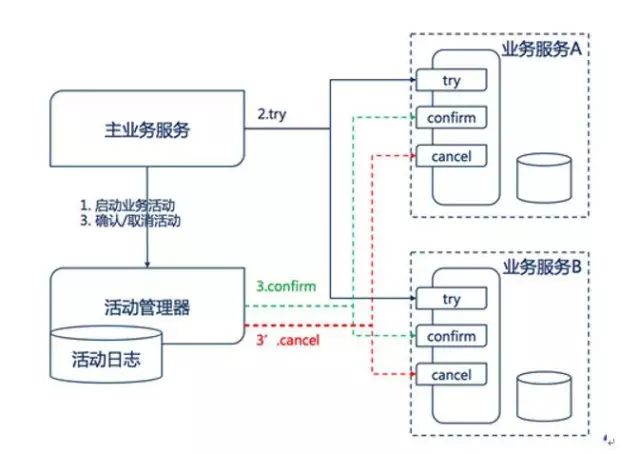 业务服务A
try
confirm
cancel
主业务服务
2.try
1. 启动业务活动
3. 确认/取消活动
活动管理器
活动日志
3.confirm
3’.cancel
业务服务B
try
confirm
cancel